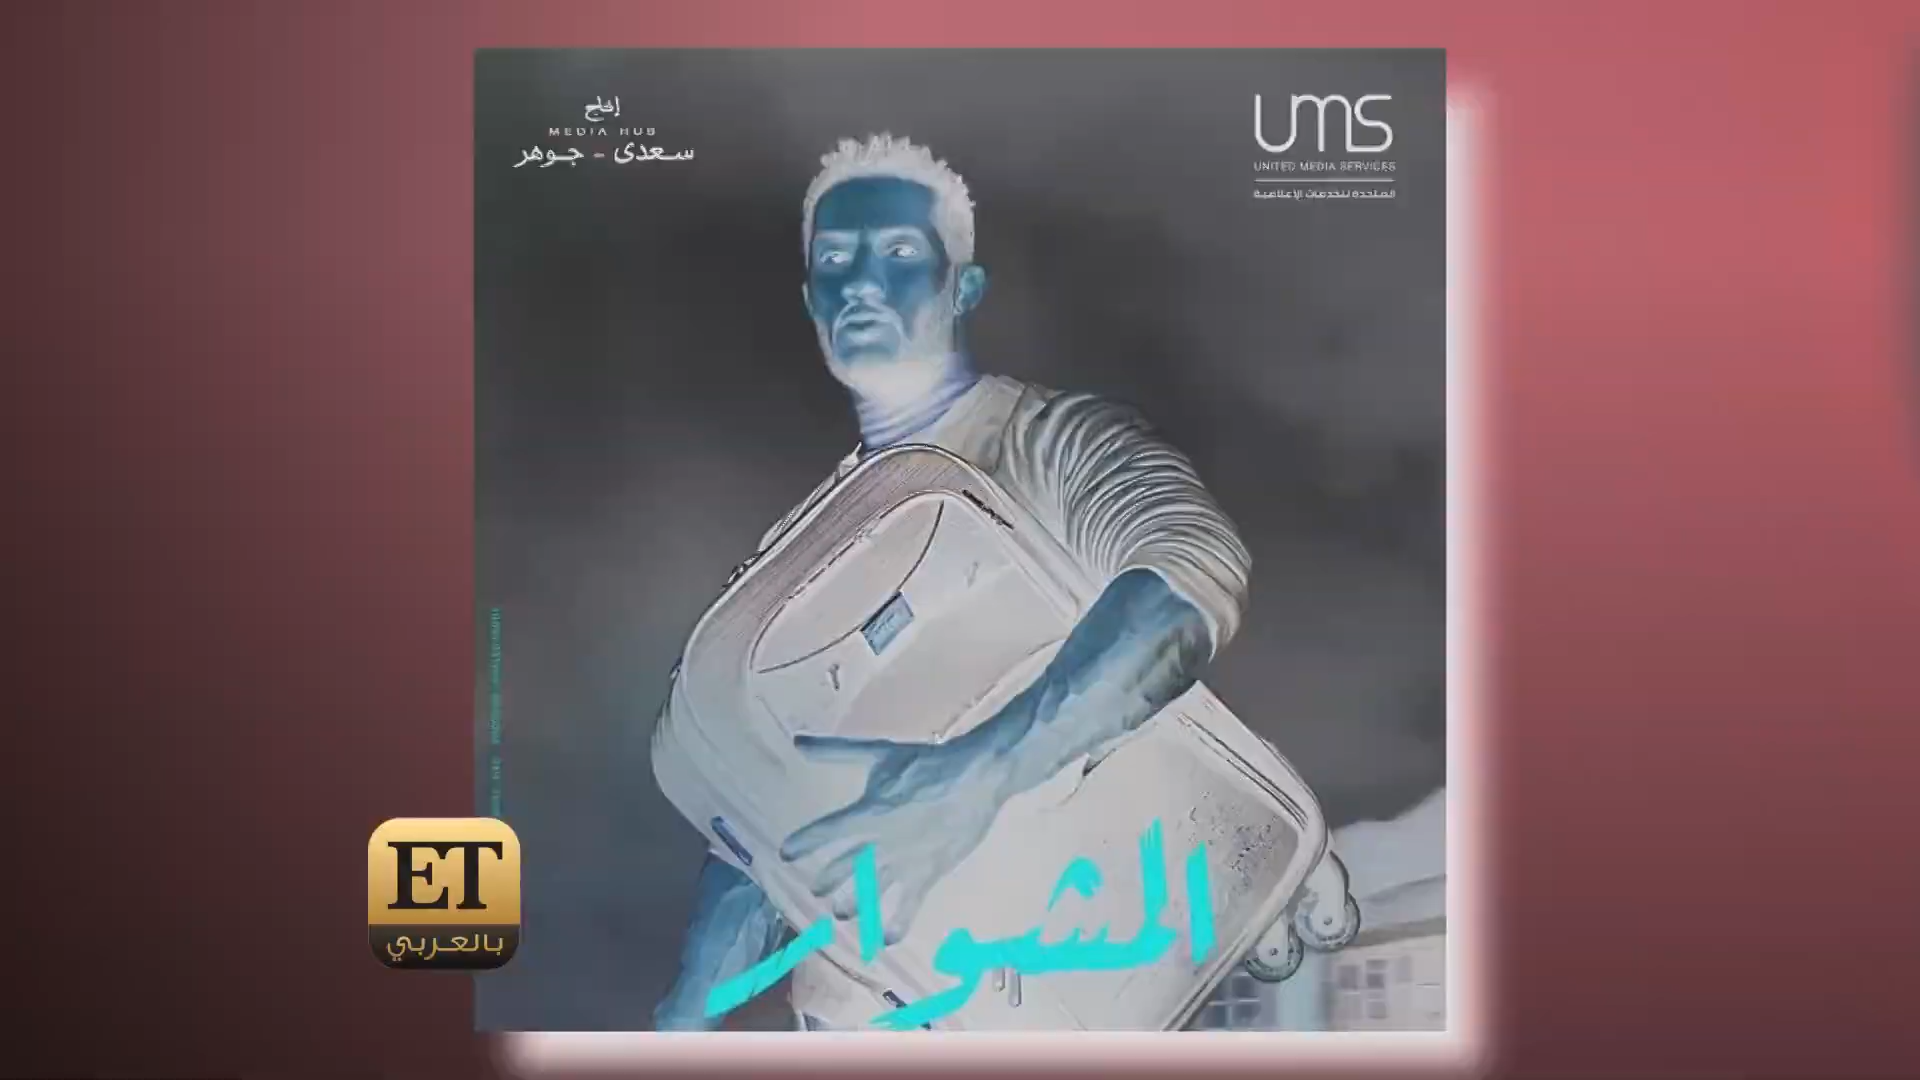 إنتاج
MEDIA HUB
سعدى - جوهر
UMS
UNITED MEDIA SERVICES
المتحدة للخدمات الإعلامية
المشوار
ET
بالعربي